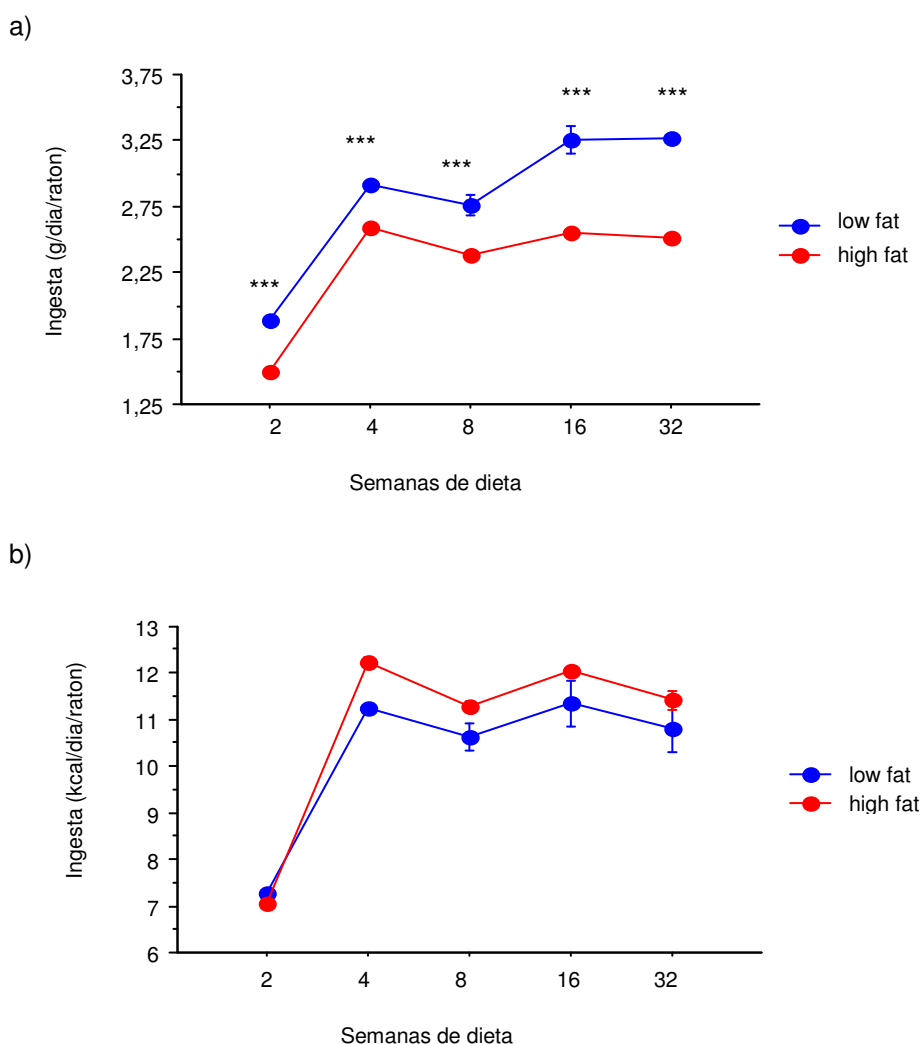 a)
3,75
3,25
2,75
2,25
1,75
1,25
Ingesta (g/dia/raton)
***
***
***
***
***
2
4
8
16
32
Semanas de dieta
low fat
high fat
b)
13
12
11
10
9
8
7
6
Ingesta (kcal/dia/raton)
2
4
8
16
32
Semanas de dieta
low fat
high fat